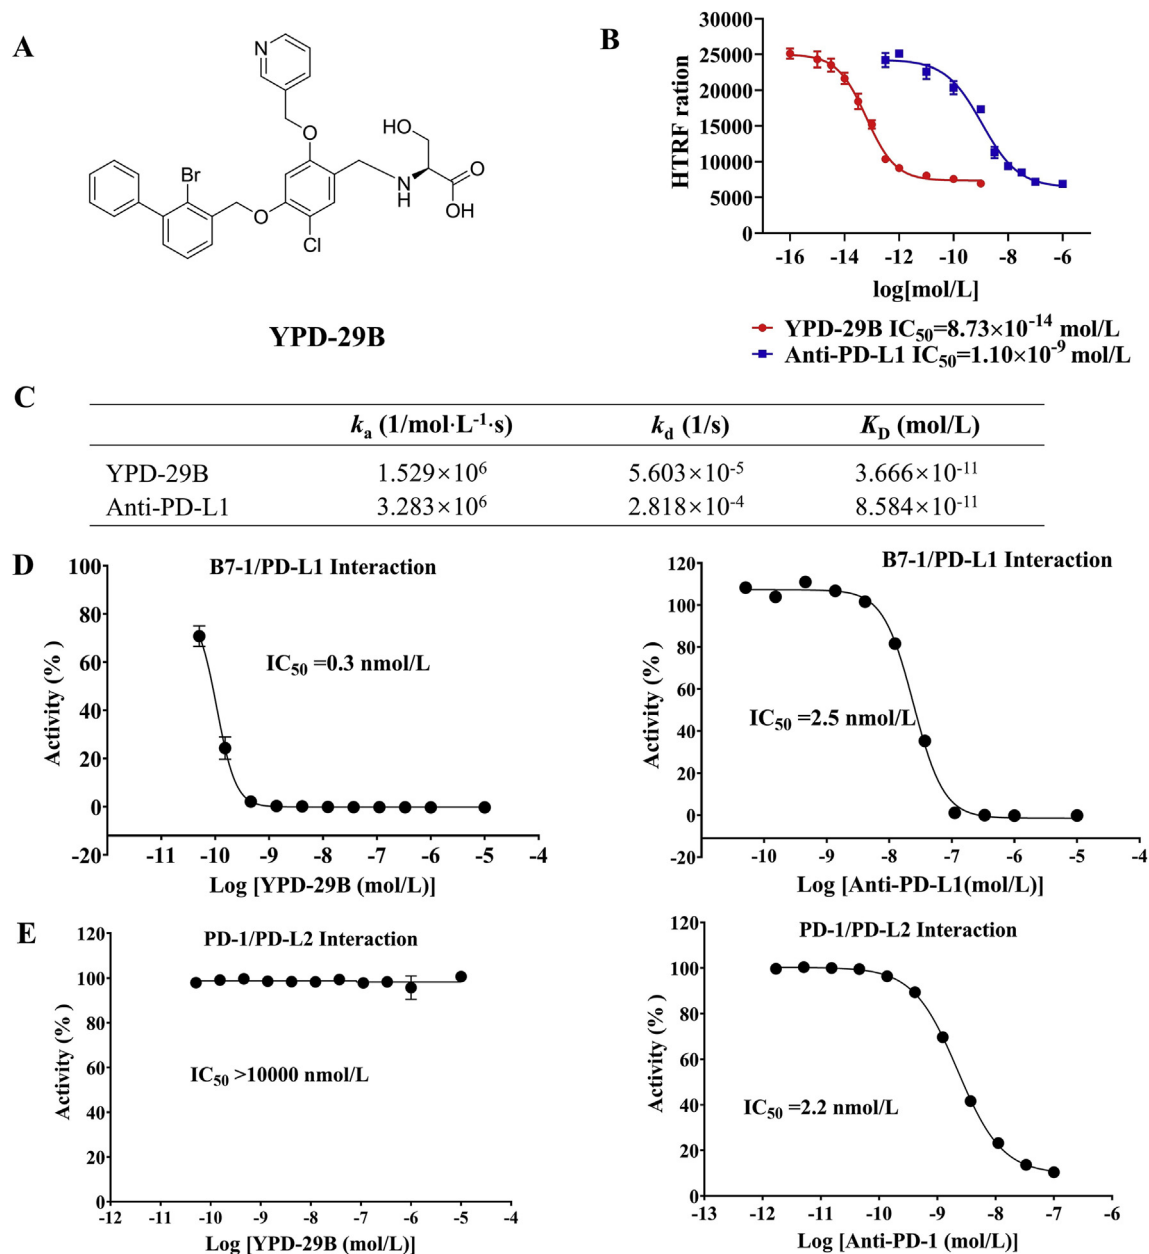 A
N
O
HO
O
N
H
OH
Br
O
Cl
YPD-29B
B
30000
25000
20000
15000
10000
5000
0
HTRF ration
-16 -14 -12 -10 -8 -6
log[mol/L]
YPD-29B IC50=8.73×10-14 mol/L
Anti-PD-L1 IC50=1.10×10-9 mol/L
C
ka (1/mol·L-1·s) kd (1/s) KD (mol/L)
YPD-29B 1.529×106 5.603×10-5 3.666×10-11
Anti-PD-L1 3.283×106 2.818×10-4 8.584×10-11
D
B7-1/PD-L1 Interaction
IC50 =0.3 nmol/L
100
80
60
40
20
0
-20
Activity (% )
-11 -10 -9 -8 -7 -6 -5 -4
Log [YPD-29B (mol/L)]
B7-1/PD-L1 Interaction
IC50 =2.5 nmol/L
120
100
80
60
40
20
0
-20
Activity (% )
-10 -9 -8 -7 -6 -5 -4
Log [Anti-PD-L1(mol/L)]
E
PD-1/PD-L2 Interaction
IC50 >10000 nmol/L
120
100
80
60
40
20
0
Activity (% )
-12 -11 -10 -9 -8 -7 -6 -5 -4
Log [YPD-29B (mol/L)]
PD-1/PD-L2 Interaction
IC50 =2.2 nmol/L
120
100
80
60
40
20
0
Activity (% )
-13 -12 -11 -10 -9 -8 -7 -6
Log [Anti-PD-1 (mol/L)]